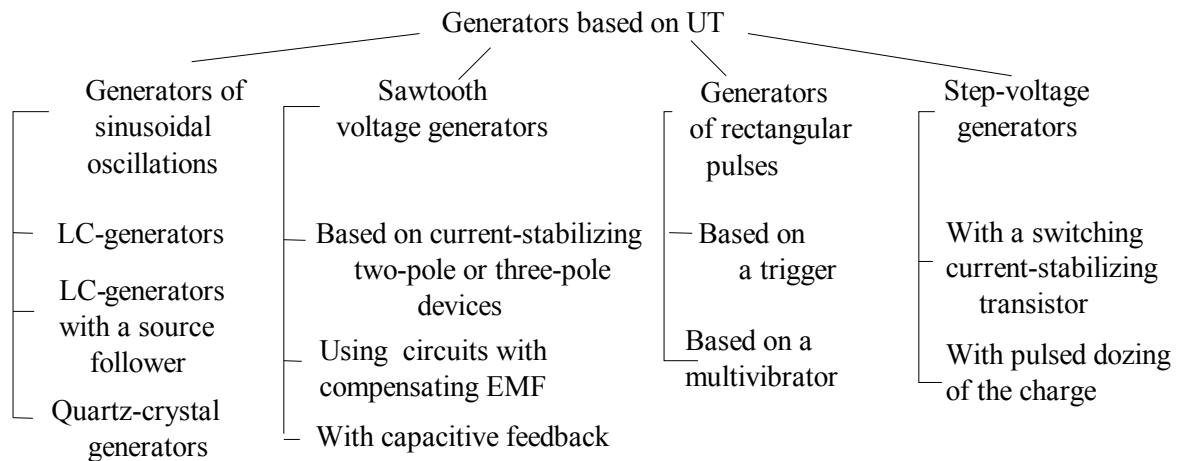 Generators based on UT
Generators of
sinusoidal
oscillations
LC-generators
LC-generators
with a source
follower
Quartz-crystal
generators
Sawtooth
voltage generators
Based on current-stabilizing
two-pole or three-pole
devices
Using circuits with
compensating EMF
With capacitive feedback
Generators
of rectangular
pulses
Based on
a trigger
Based on a
multivibrator
Step-voltage
generators
With a switching
current-stabilizing
transistor
With pulsed dozing
of the charge